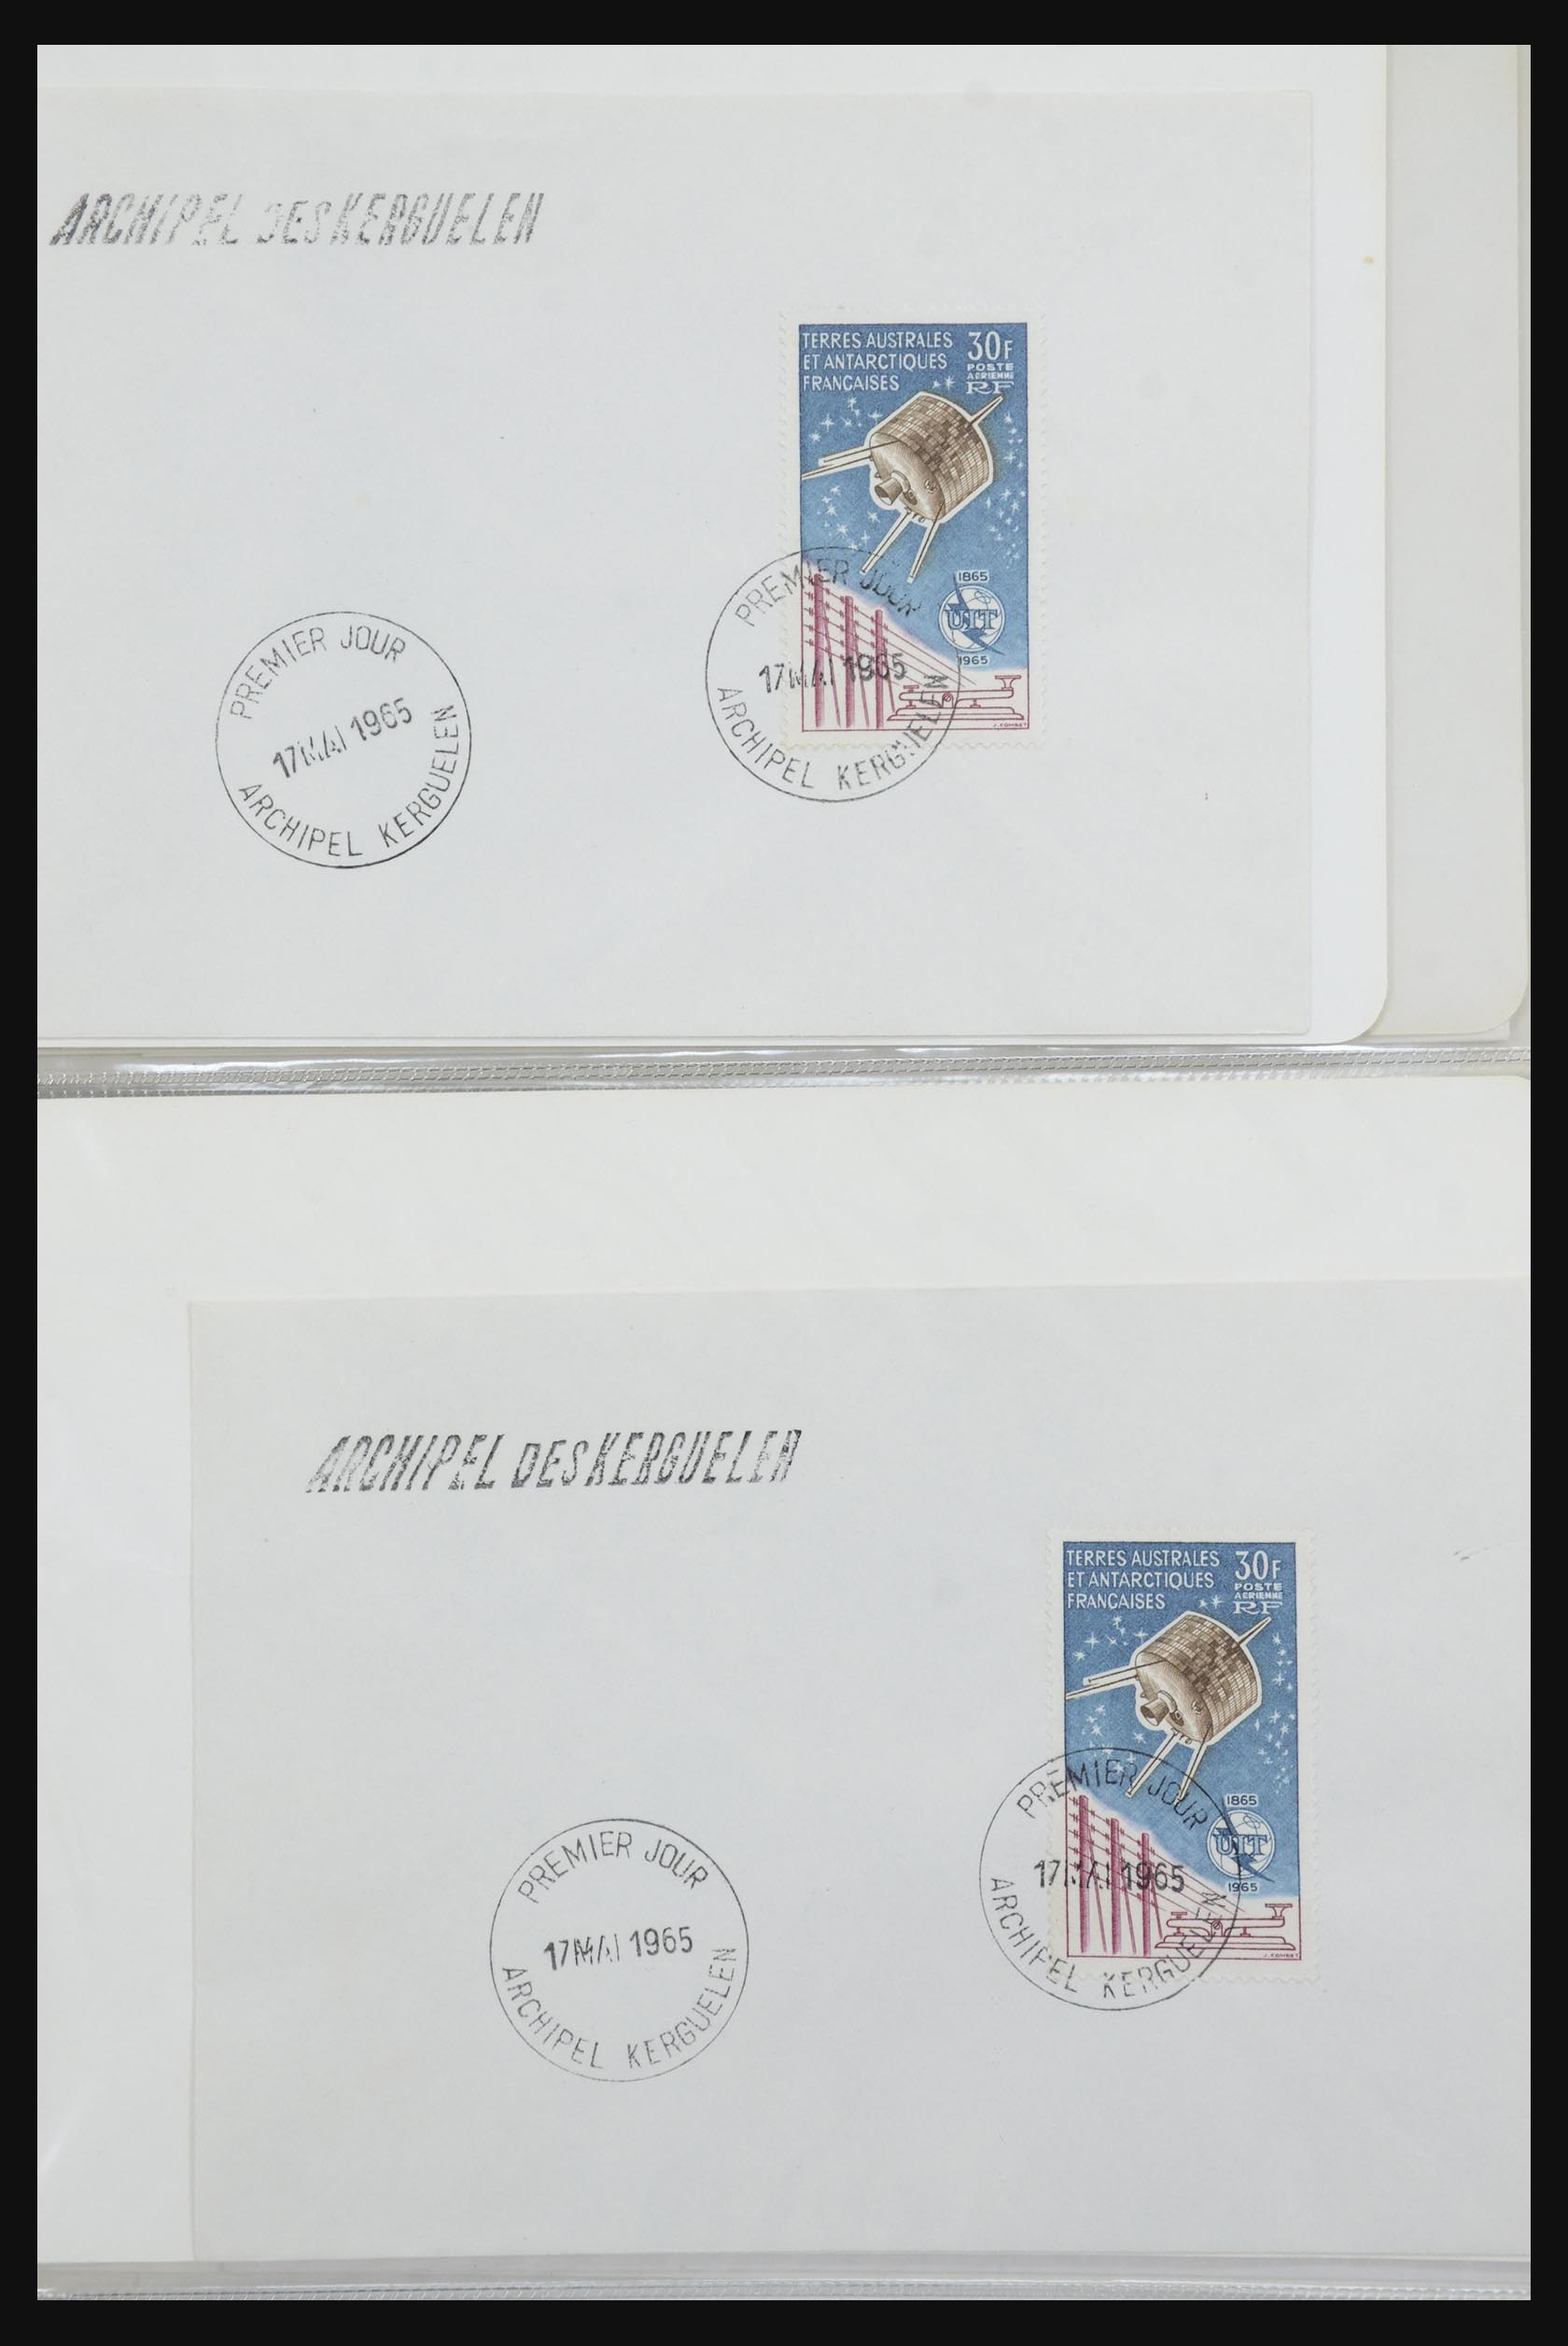 ARCHIPEL DES KERGUELEN
TERRES AUSTRALES
ET ANTARCTIQUES
FRANÇAISES
30F
POSTE
AERIENNE
RF
1865
UIT
1965
J. COMBET
PREMIER JOUR
17 MAI 1965
ARCHIPEL KERGUELEN
PREMIER JOUR
17 MAI 1965
ARCHIPEL KERGUELEN
ARCHIPEL DES KERGUELEN
TERRES AUSTRALES
ET ANTARCTIQUES
FRANÇAISES
30F
POSTE
AERIENNE
RF
1865
UIT
1965
J. COMBET
PREMIER JOUR
17 MAI 1965
ARCHIPEL KERGUELEN
PREMIER JOUR
17 MAI 1965
ARCHIPEL KERGUELEN